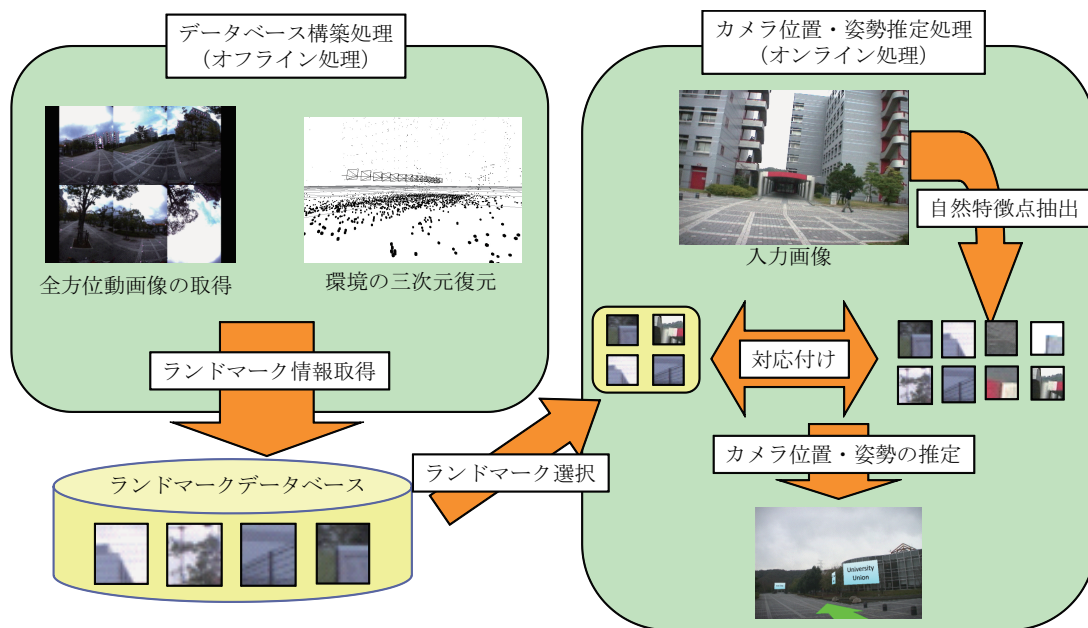 データベース構築処理
（オフライン処理）
全方位動画像の取得
環境の三次元復元
ランドマーク情報取得
ランドマークデータベース
ランドマーク選択
カメラ位置・姿勢推定処理
（オンライン処理）
入力画像
自然特徴点抽出
対応付け
カメラ位置・姿勢の推定
University
Union